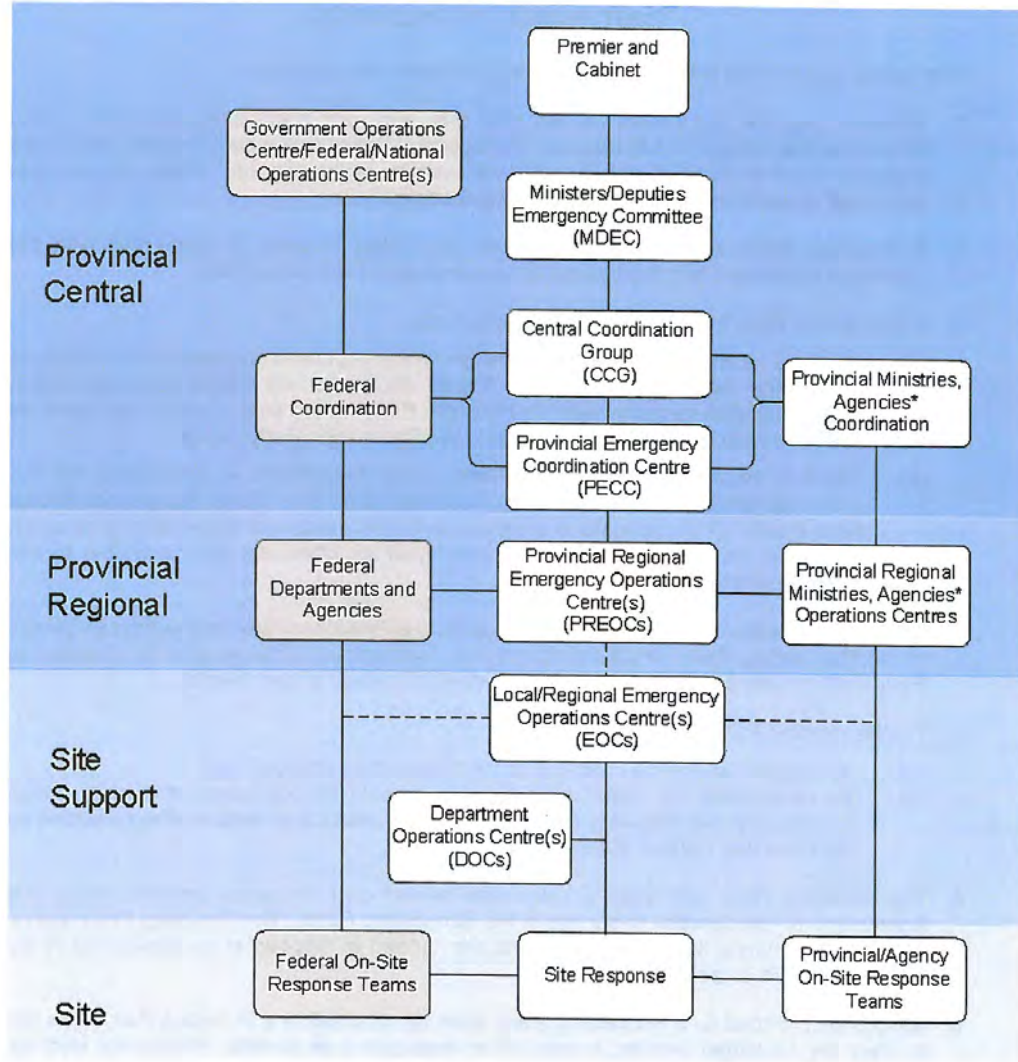 Premier and
Cabinet
Government Operations
Centre/Federal/National
Operations Centre(s)
Ministers/Deputies
Emergency Committee
(MDEC)
Provincial
Central
Central Coordination
Group
(CCG)
Federal
Coordination
Provincial Ministries,
Agencies*
Coordination
Provincial Emergency
Coordination Centre
(PECC)
Provincial
Regional
Federal
Departments and
Agencies
Provincial Regional
Emergency Operations
Centre(s)
(PREOCs)
Provincial Regional
Ministries, Agencies*
Operations Centres
Local/Regional Emergency
Operations Centre(s)
(EOCs)
Site
Support
Department
Operations Centre(s)
(DOCs)
Site
Federal On-Site
Response Teams
Site Response
Provincial/Agency
On-Site Response
Teams